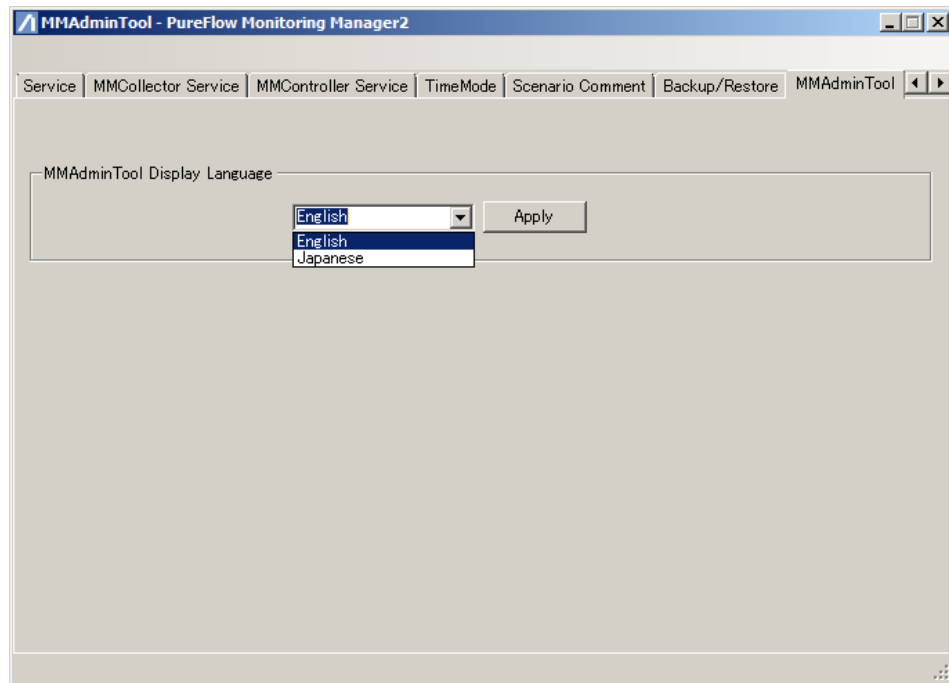 MMAdminTool - PureFlow Monitoring Manager2
Service MMCollector Service MMController Service TimeMode Scenario Comment Backup/Restore MMAdminTool
MMAdminTool Display Language
English Apply
English
Japanese